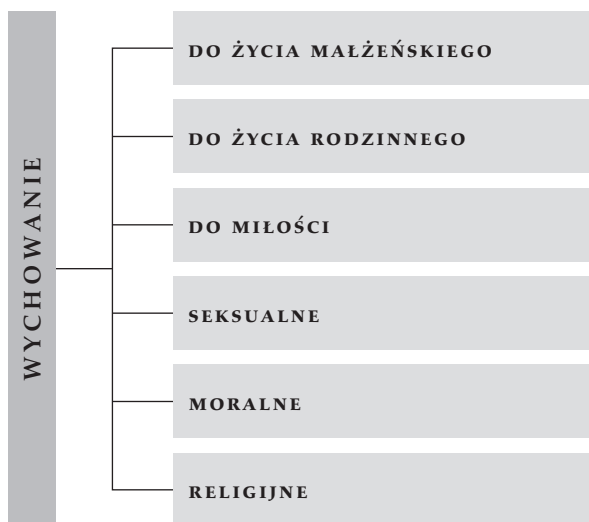 WYCHOWANIE
DO ŻYCIA MAŁŻEŃSKIEGO
DO ŻYCIA RODZINNEGO
DO MIŁOŚCI
SEKSUALNE
MORALNE
RELIGIJNE